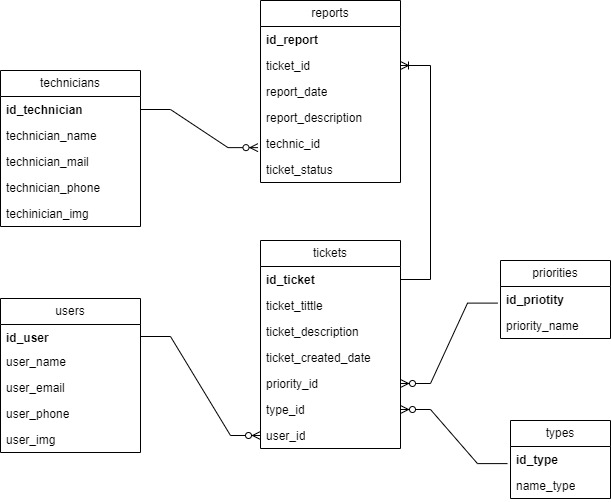 reports
id_report
ticket_id
report_date
report_description
technic_id
ticket_status
technicians
id_technician
technician_name
technician_mail
technician_phone
techinician_img
tickets
id_ticket
ticket_tittle
ticket_description
ticket_created_date
priority_id
type_id
user_id
users
id_user
user_name
user_email
user_phone
user_img
priorities
id_priotity
priority_name
types
id_type
name_type